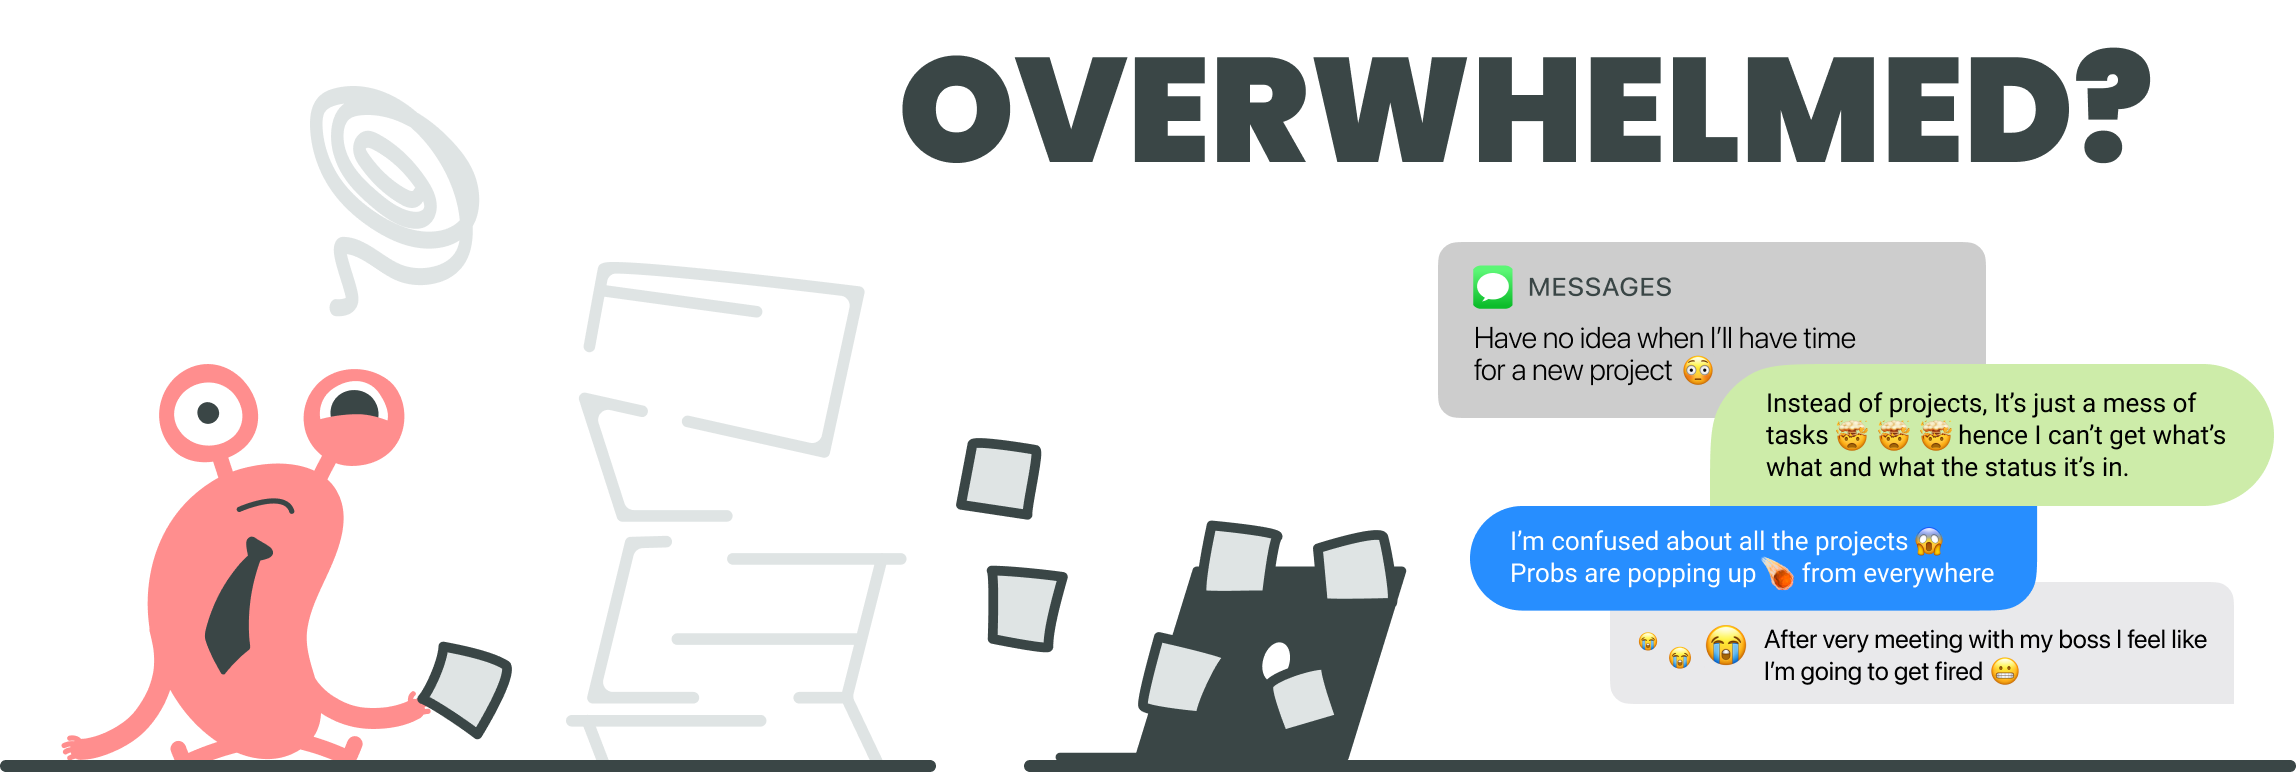 OVERWHELMED?
MESSAGES
Have no idea when I'll have time
for a new project 😳
Instead of projects, It's just a mess of
tasks 🤯 🤯 🤯 hence I can't get what's
what and what the status it's in.
I'm confused about all the projects 😱
Probs are popping up ☄️ from everywhere
😭 😭 😭 After very meeting with my boss I feel like
I'm going to get fired 😬